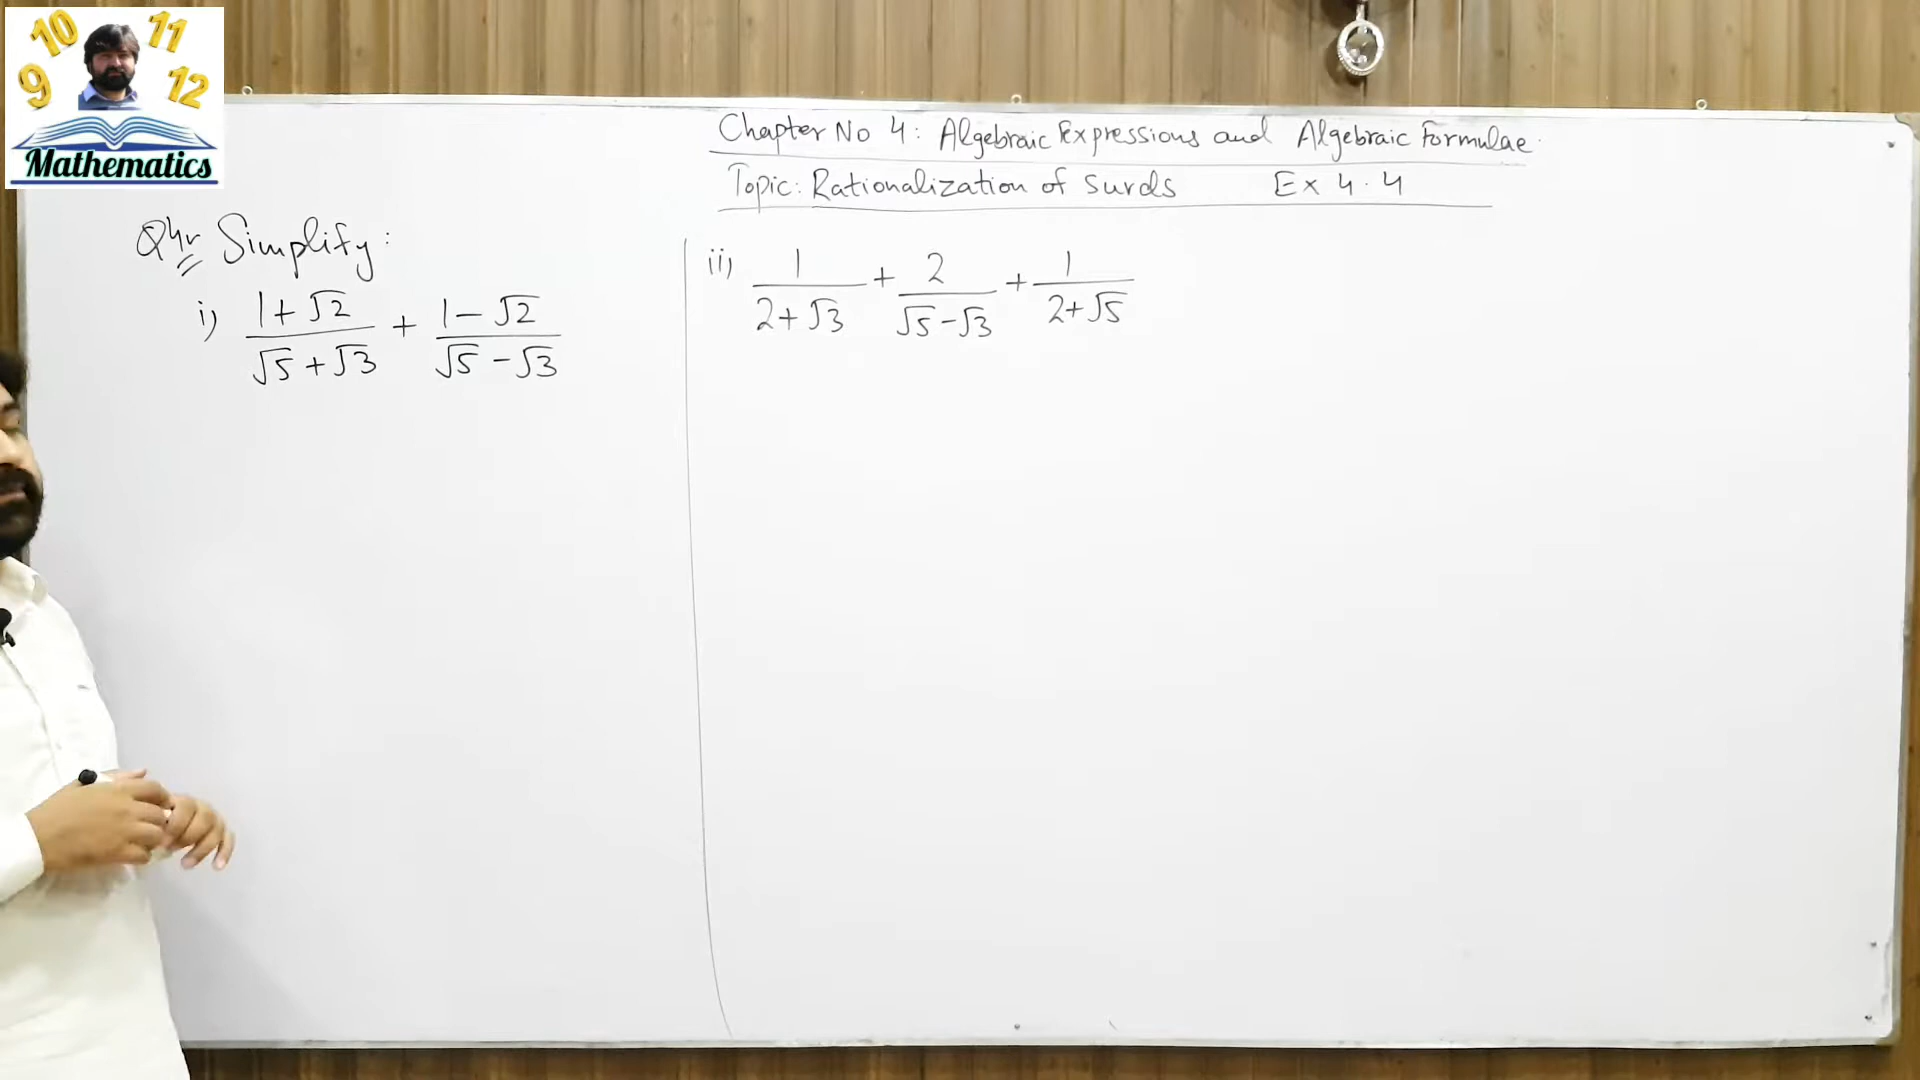 10 11
9 12
Mathematics
Chapter No 4: Algebraic Expressions and Algebraic Formulae.
Topic: Rationalization of Surds Ex 4.4
Q4: Simplify:
i) (1+√2)/(√5+√3) + (1-√2)/(√5-√3)
ii) 1/(2+√3) + 2/(√5-√3) + 1/(2+√5)